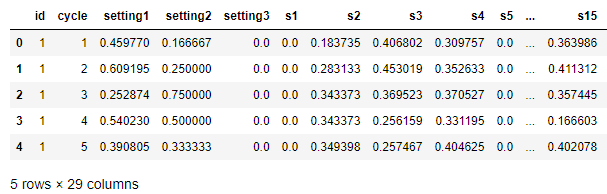 id cycle setting1 setting2 setting3 s1 s2 s3 s4 s5 ... s15
0 1 1 0.459770 0.166667 0.0 0.0 0.183735 0.406802 0.309757 0.0 ... 0.363986
1 1 2 0.609195 0.250000 0.0 0.0 0.283133 0.453019 0.352633 0.0 ... 0.411312
2 1 3 0.252874 0.750000 0.0 0.0 0.343373 0.369523 0.370527 0.0 ... 0.357445
3 1 4 0.540230 0.500000 0.0 0.0 0.343373 0.256159 0.331195 0.0 ... 0.166603
4 1 5 0.390805 0.333333 0.0 0.0 0.349398 0.257467 0.404625 0.0 ... 0.402078
5 rows × 29 columns